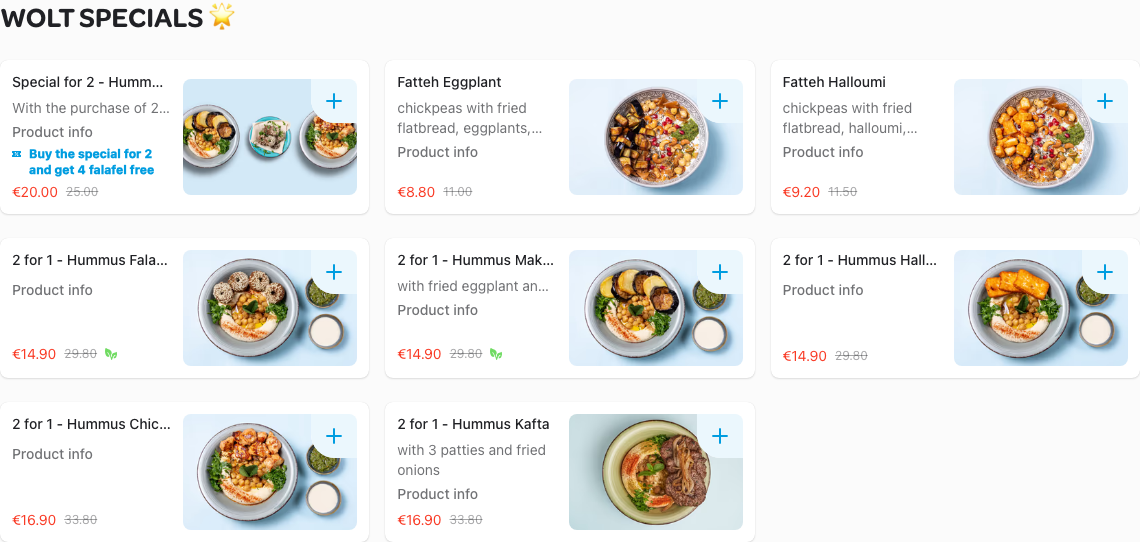 WOLT SPECIALS 🌟
Special for 2 - Humm...
With the purchase of 2...
Product info
Buy the special for 2
and get 4 falafel free
€20.00 25.00
Fatteh Eggplant
chickpeas with fried
flatbread, eggplants,...
Product info
€8.80 11.00
Fatteh Halloumi
chickpeas with fried
flatbread, halloumi,...
Product info
€9.20 11.50
2 for 1 - Hummus Fala...
Product info
€14.90 29.80
2 for 1 - Hummus Mak...
with fried eggplant an...
Product info
€14.90 29.80
2 for 1 - Hummus Hall...
Product info
€14.90 29.80
2 for 1 - Hummus Chic...
Product info
€16.90 33.80
2 for 1 - Hummus Kafta
with 3 patties and fried
onions
Product info
€16.90 33.80